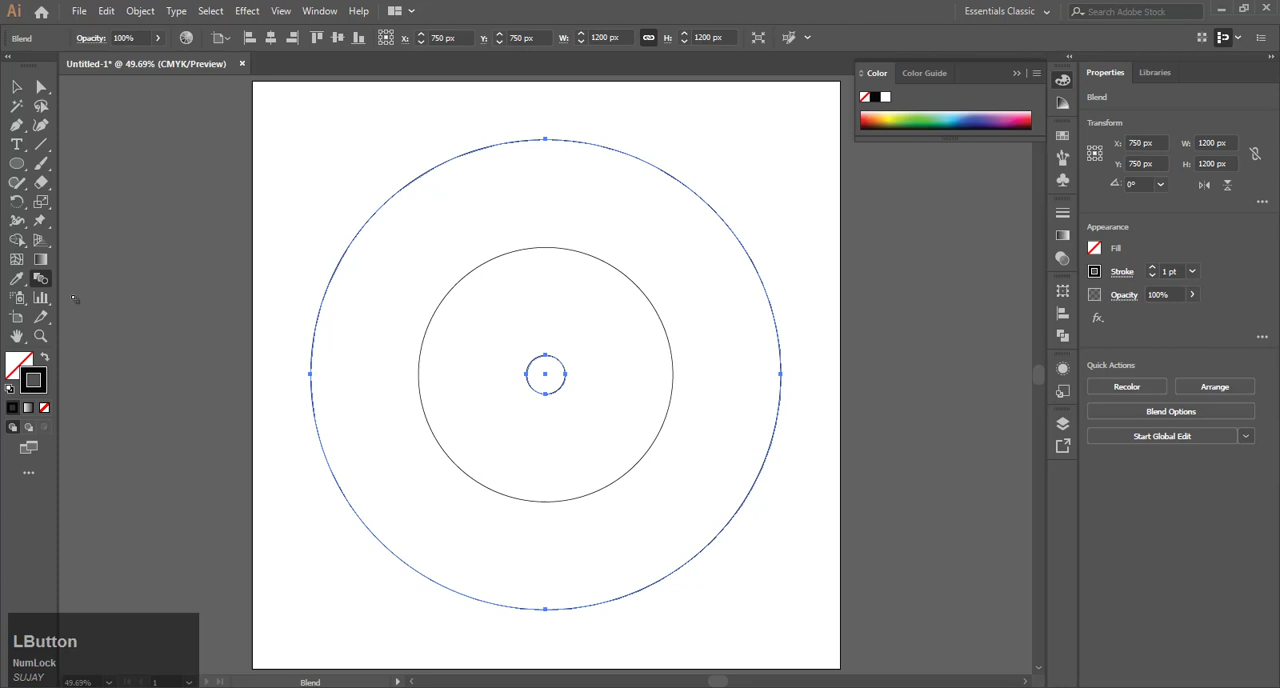 Ai File Edit Object Type Select Effect View Window Help Essentials Classic Search Adobe Stock
Blend Opacity: 100% X: 750 px Y: 750 px W: 1200 px H: 1200 px
Untitled-1* @ 49.69% (CMYK/Preview) ×
Color Color Guide
Properties Libraries
Blend
Transform
X: 750 px W: 1200 px
Y: 750 px H: 1200 px
0°
Appearance
Fill
Stroke 1 pt
Opacity 100%
fx.
Quick Actions
Recolor Arrange
Blend Options
Start Global Edit
LButton
NumLock
SUJAY
49.69% 1 Blend